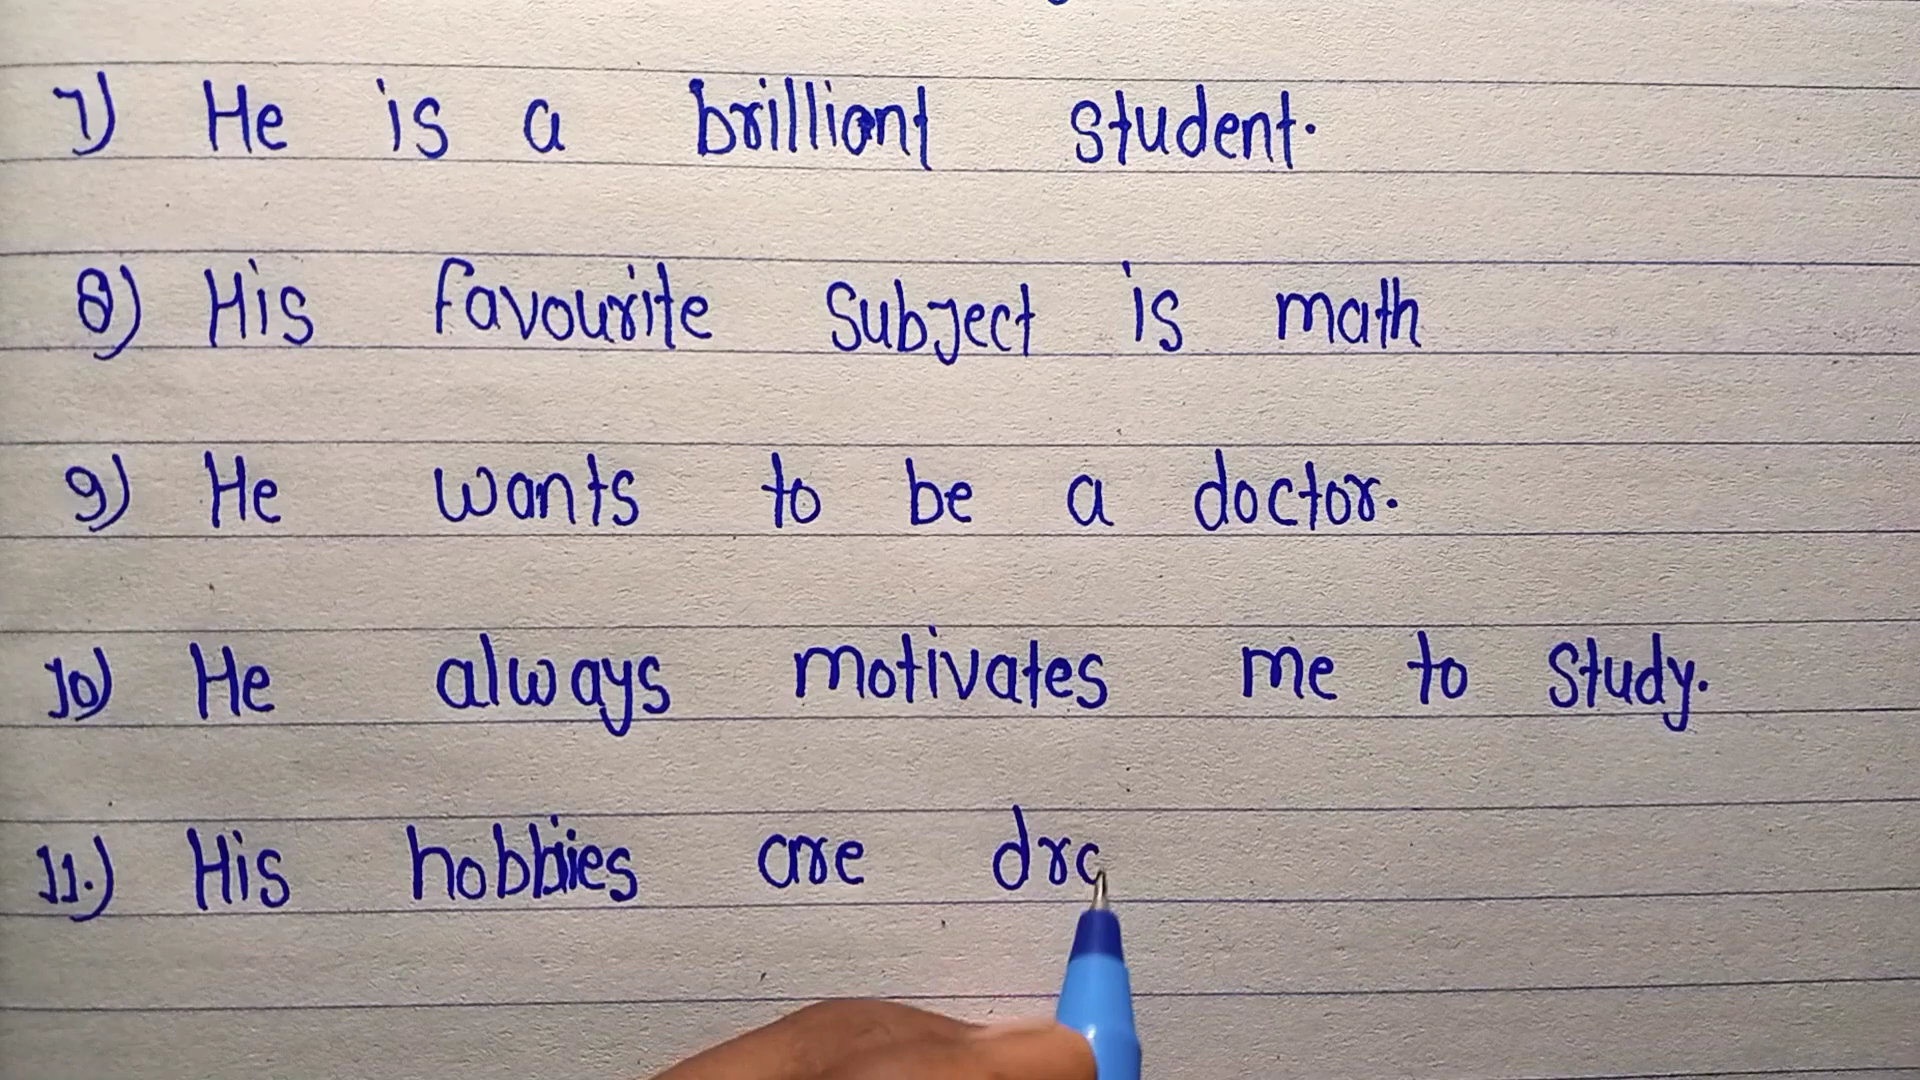 7) He is a brilliant student.
8) His favourite subject is math
9) He wants to be a doctor.
10) He always motivates me to study.
11.) His hobbies are dra